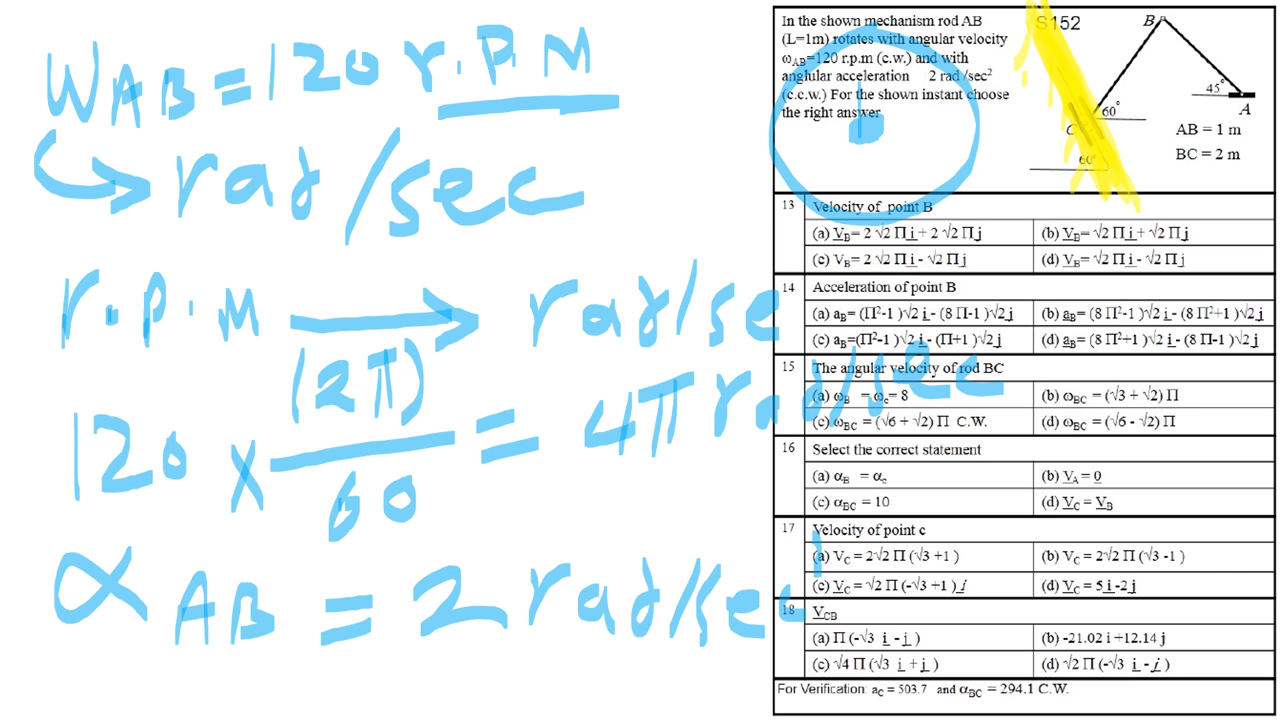 WAB = 120 r.P.M
rad/sec
r.P.M → rad/se
120 x (2π)/60 = 4π rad/sec
∝ AB = 2 rad/sec
In the shown mechanism rod AB
(L=1m) rotates with angular velocity
ωAB=120 r.p.m (c.w.) and with
anglular acceleration 2 rad /sec²
(c.c.w.) For the shown instant choose
the right answer
S152
B
45°
A
60°
C
AB = 1 m
BC = 2 m
60°
13 Velocity of point B
(a) VB= 2 √2 Π i + 2 √2 Π j (b) VB= √2 Π i + √2 Π j
(c) VB= 2 √2 Π i - √2 Π j (d) VB= √2 Π i - √2 Π j
14 Acceleration of point B
(a) aB= (Π²-1 )√2 i - (8 Π-1 )√2 j (b) aB= (8 Π²-1 )√2 i - (8 Π²+1 )√2 j
(c) aB=(Π²-1 )√2 i - (Π+1 )√2 j (d) aB= (8 Π²+1 )√2 i - (8 Π-1 )√2 j
15 The angular velocity of rod BC
(a) ωB = ωc= 8 (b) ωBC = (√3 + √2) Π
(c) ωBC = (√6 + √2) Π C.W. (d) ωBC = (√6 - √2) Π
16 Select the correct statement
(a) αB = αc (b) VA = 0
(c) αBC = 10 (d) VC = VB
17 Velocity of point c
(a) VC = 2√2 Π (√3 +1 ) (b) VC = 2√2 Π (√3 -1 )
(c) VC = √2 Π (-√3 +1 ) j (d) VC = 5 i -2 j
18 VCB
(a) Π (-√3 i - j ) (b) -21.02 i +12.14 j
(c) √4 Π (√3 i + j ) (d) √2 Π (-√3 i - j )
For Verification: aC = 503.7 and αBC = 294.1 C.W.